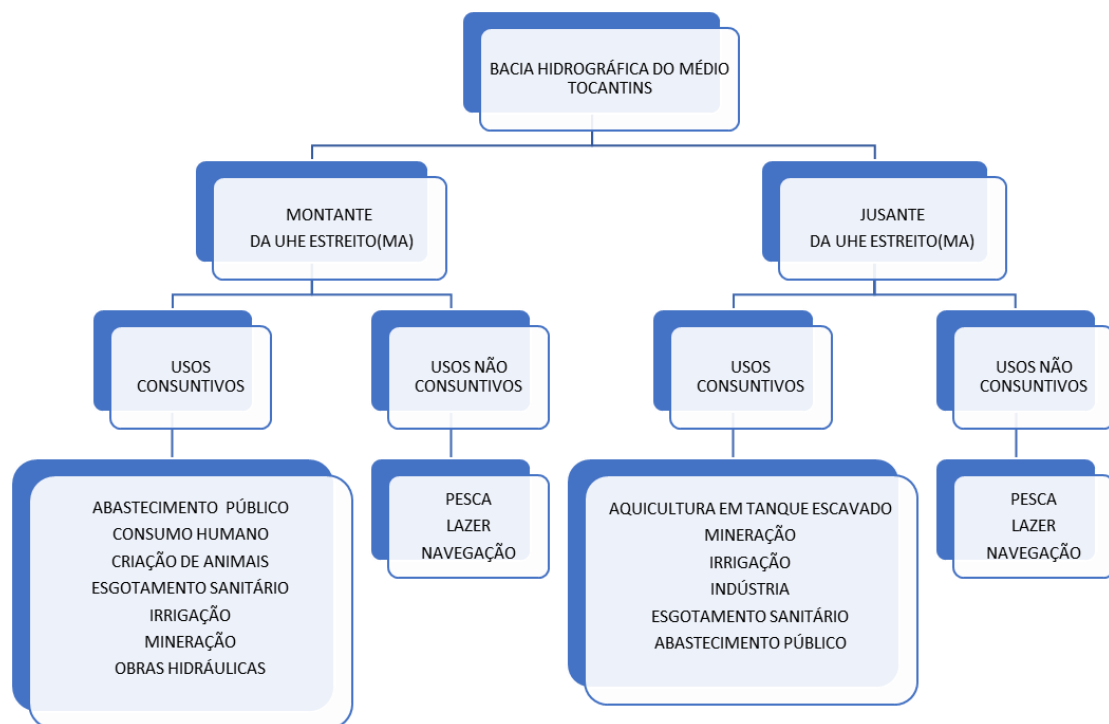 BACIA HIDROGRÁFICA DO MÉDIO
TOCANTINS
MONTANTE
DA UHE ESTREITO(MA)
JUSANTE
DA UHE ESTREITO(MA)
USOS
CONSUNTIVOS
USOS NÃO
CONSUNTIVOS
USOS
CONSUNTIVOS
USOS NÃO
CONSUNTIVOS
ABASTECIMENTO PÚBLICO
CONSUMO HUMANO
CRIAÇÃO DE ANIMAIS
ESGOTAMENTO SANITÁRIO
IRRIGAÇÃO
MINERAÇÃO
OBRAS HIDRÁULICAS
PESCA
LAZER
NAVEGAÇÃO
AQUICULTURA EM TANQUE ESCAVADO
MINERAÇÃO
IRRIGAÇÃO
INDÚSTRIA
ESGOTAMENTO SANITÁRIO
ABASTECIMENTO PÚBLICO
PESCA
LAZER
NAVEGAÇÃO